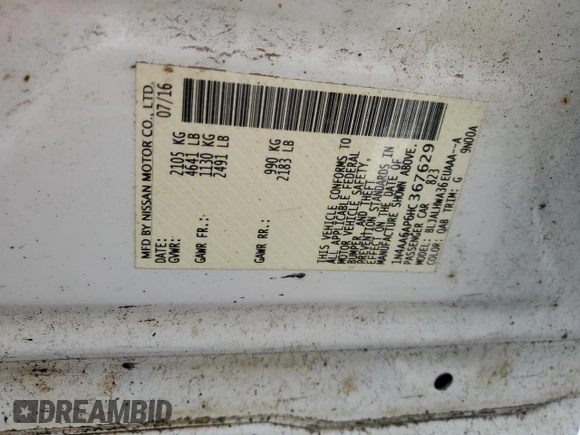 MFD BY NISSAN MOTOR CO., LTD.
DATE: 07/16
GVWR: 2105 KG
4641 LB
GAWR FR.: 1130 KG
2491 LB
GAWR RR.: 990 KG
2183 LB
THIS VEHICLE CONFORMS TO
ALL APPLICABLE FEDERAL
MOTOR VEHICLE SAFETY,
BUMPER, AND THEFT
PREVENTION STANDARDS IN
EFFECT ON THE DATE OF
MANUFACTURE SHOWN ABOVE.
1N4AA6AP6HC367629
PASSENGER CAR 823
MODEL: BLJALHWA36EUAAA--A
COLOR: QAB TRIM: G 9N00A
DREAMBID